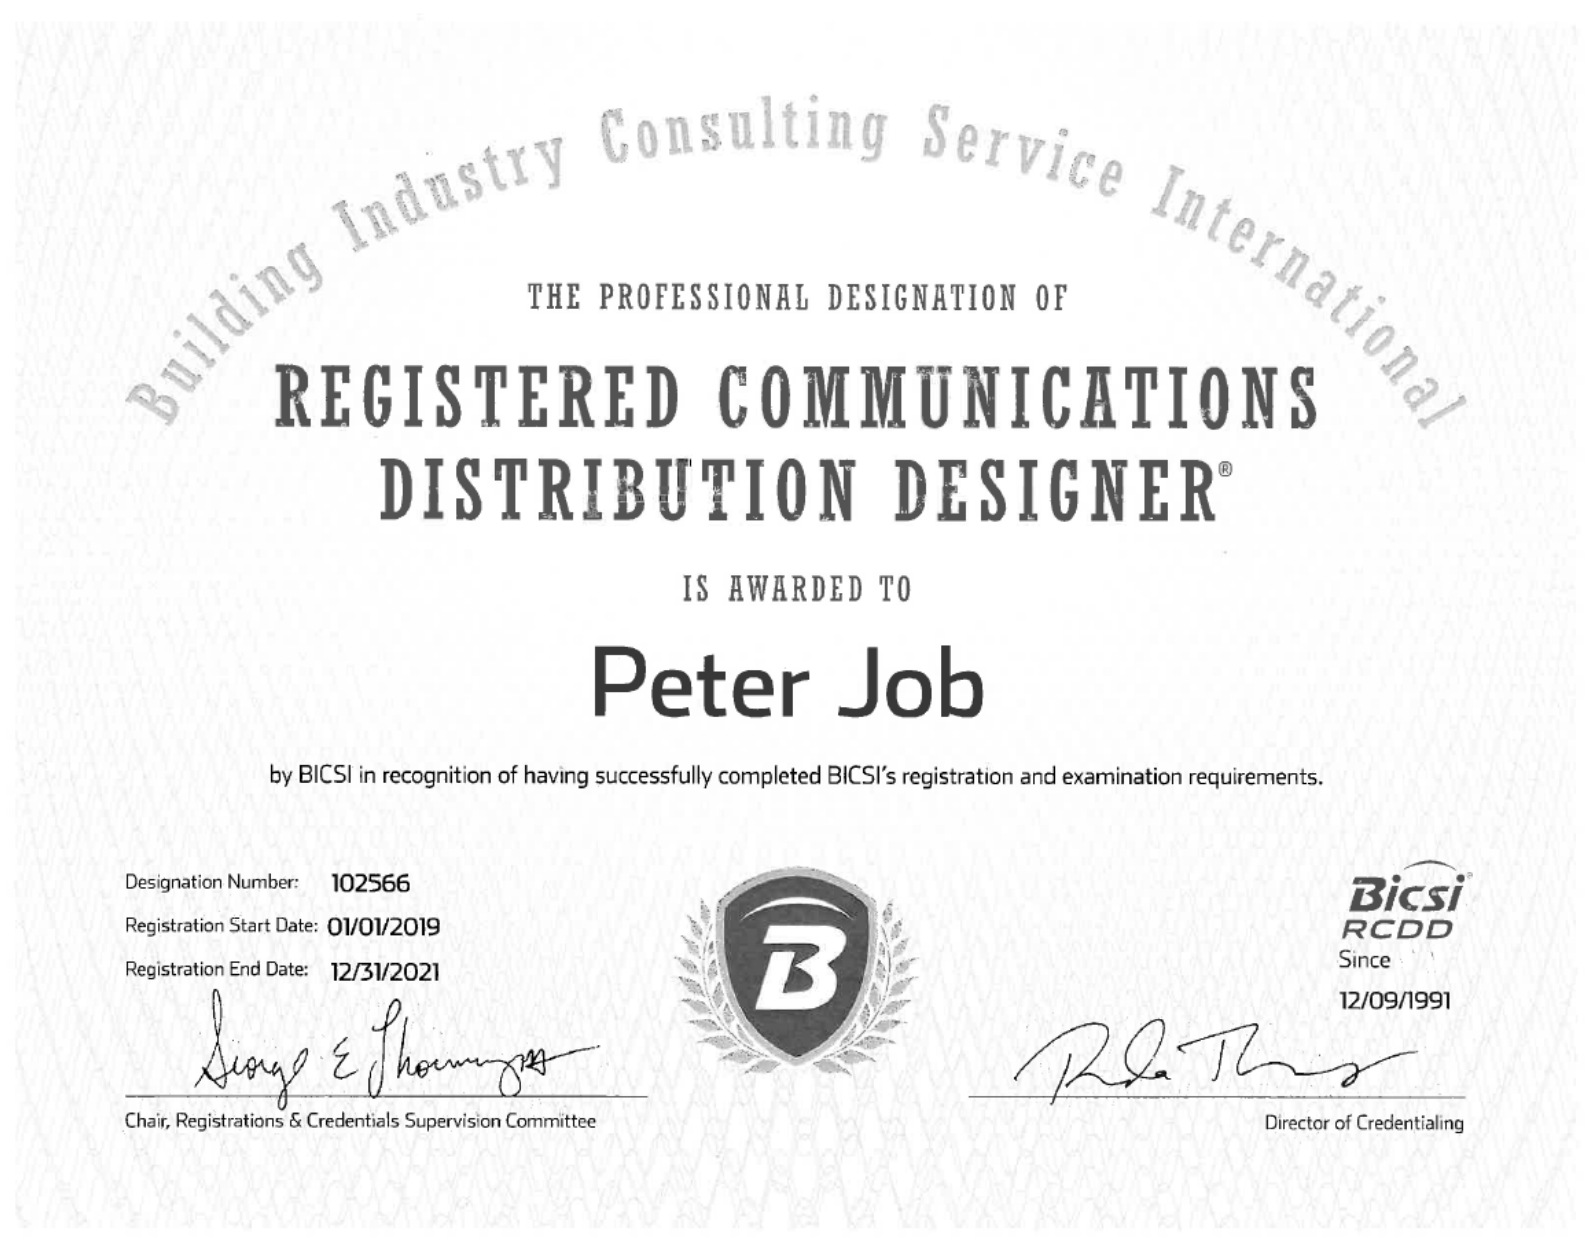 Building Industry Consulting Service International
THE PROFESSIONAL DESIGNATION OF
REGISTERED COMMUNICATIONS
DISTRIBUTION DESIGNER®
IS AWARDED TO
Peter Job
by BICSI in recognition of having successfully completed BICSI's registration and examination requirements.
Designation Number: 102566
Registration Start Date: 01/01/2019
Registration End Date: 12/31/2021
George E
Chair, Registrations & Credentials Supervision Committee
B
Bicsi®
RCDD
Since
12/09/1991
Director of Credentialing